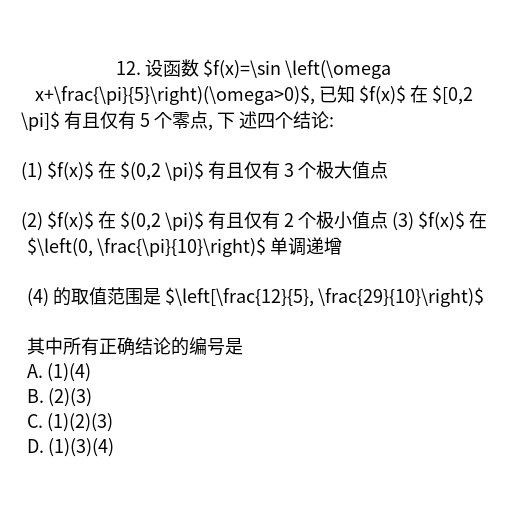 12. 设函数 $f(x)=\sin \left(\omega
x+\frac{\pi}{5}\right)(\omega>0)$, 已知 $f(x)$ 在 $[0,2
\pi]$ 有且仅有 5 个零点, 下 述四个结论:
(1) $f(x)$ 在 $(0,2 \pi)$ 有且仅有 3 个极大值点
(2) $f(x)$ 在 $(0,2 \pi)$ 有且仅有 2 个极小值点 (3) $f(x)$ 在
$\left(0, \frac{\pi}{10}\right)$ 单调递增
(4) 的取值范围是 $\left[\frac{12}{5}, \frac{29}{10}\right)$
其中所有正确结论的编号是
A. (1)(4)
B. (2)(3)
C. (1)(2)(3)
D. (1)(3)(4)